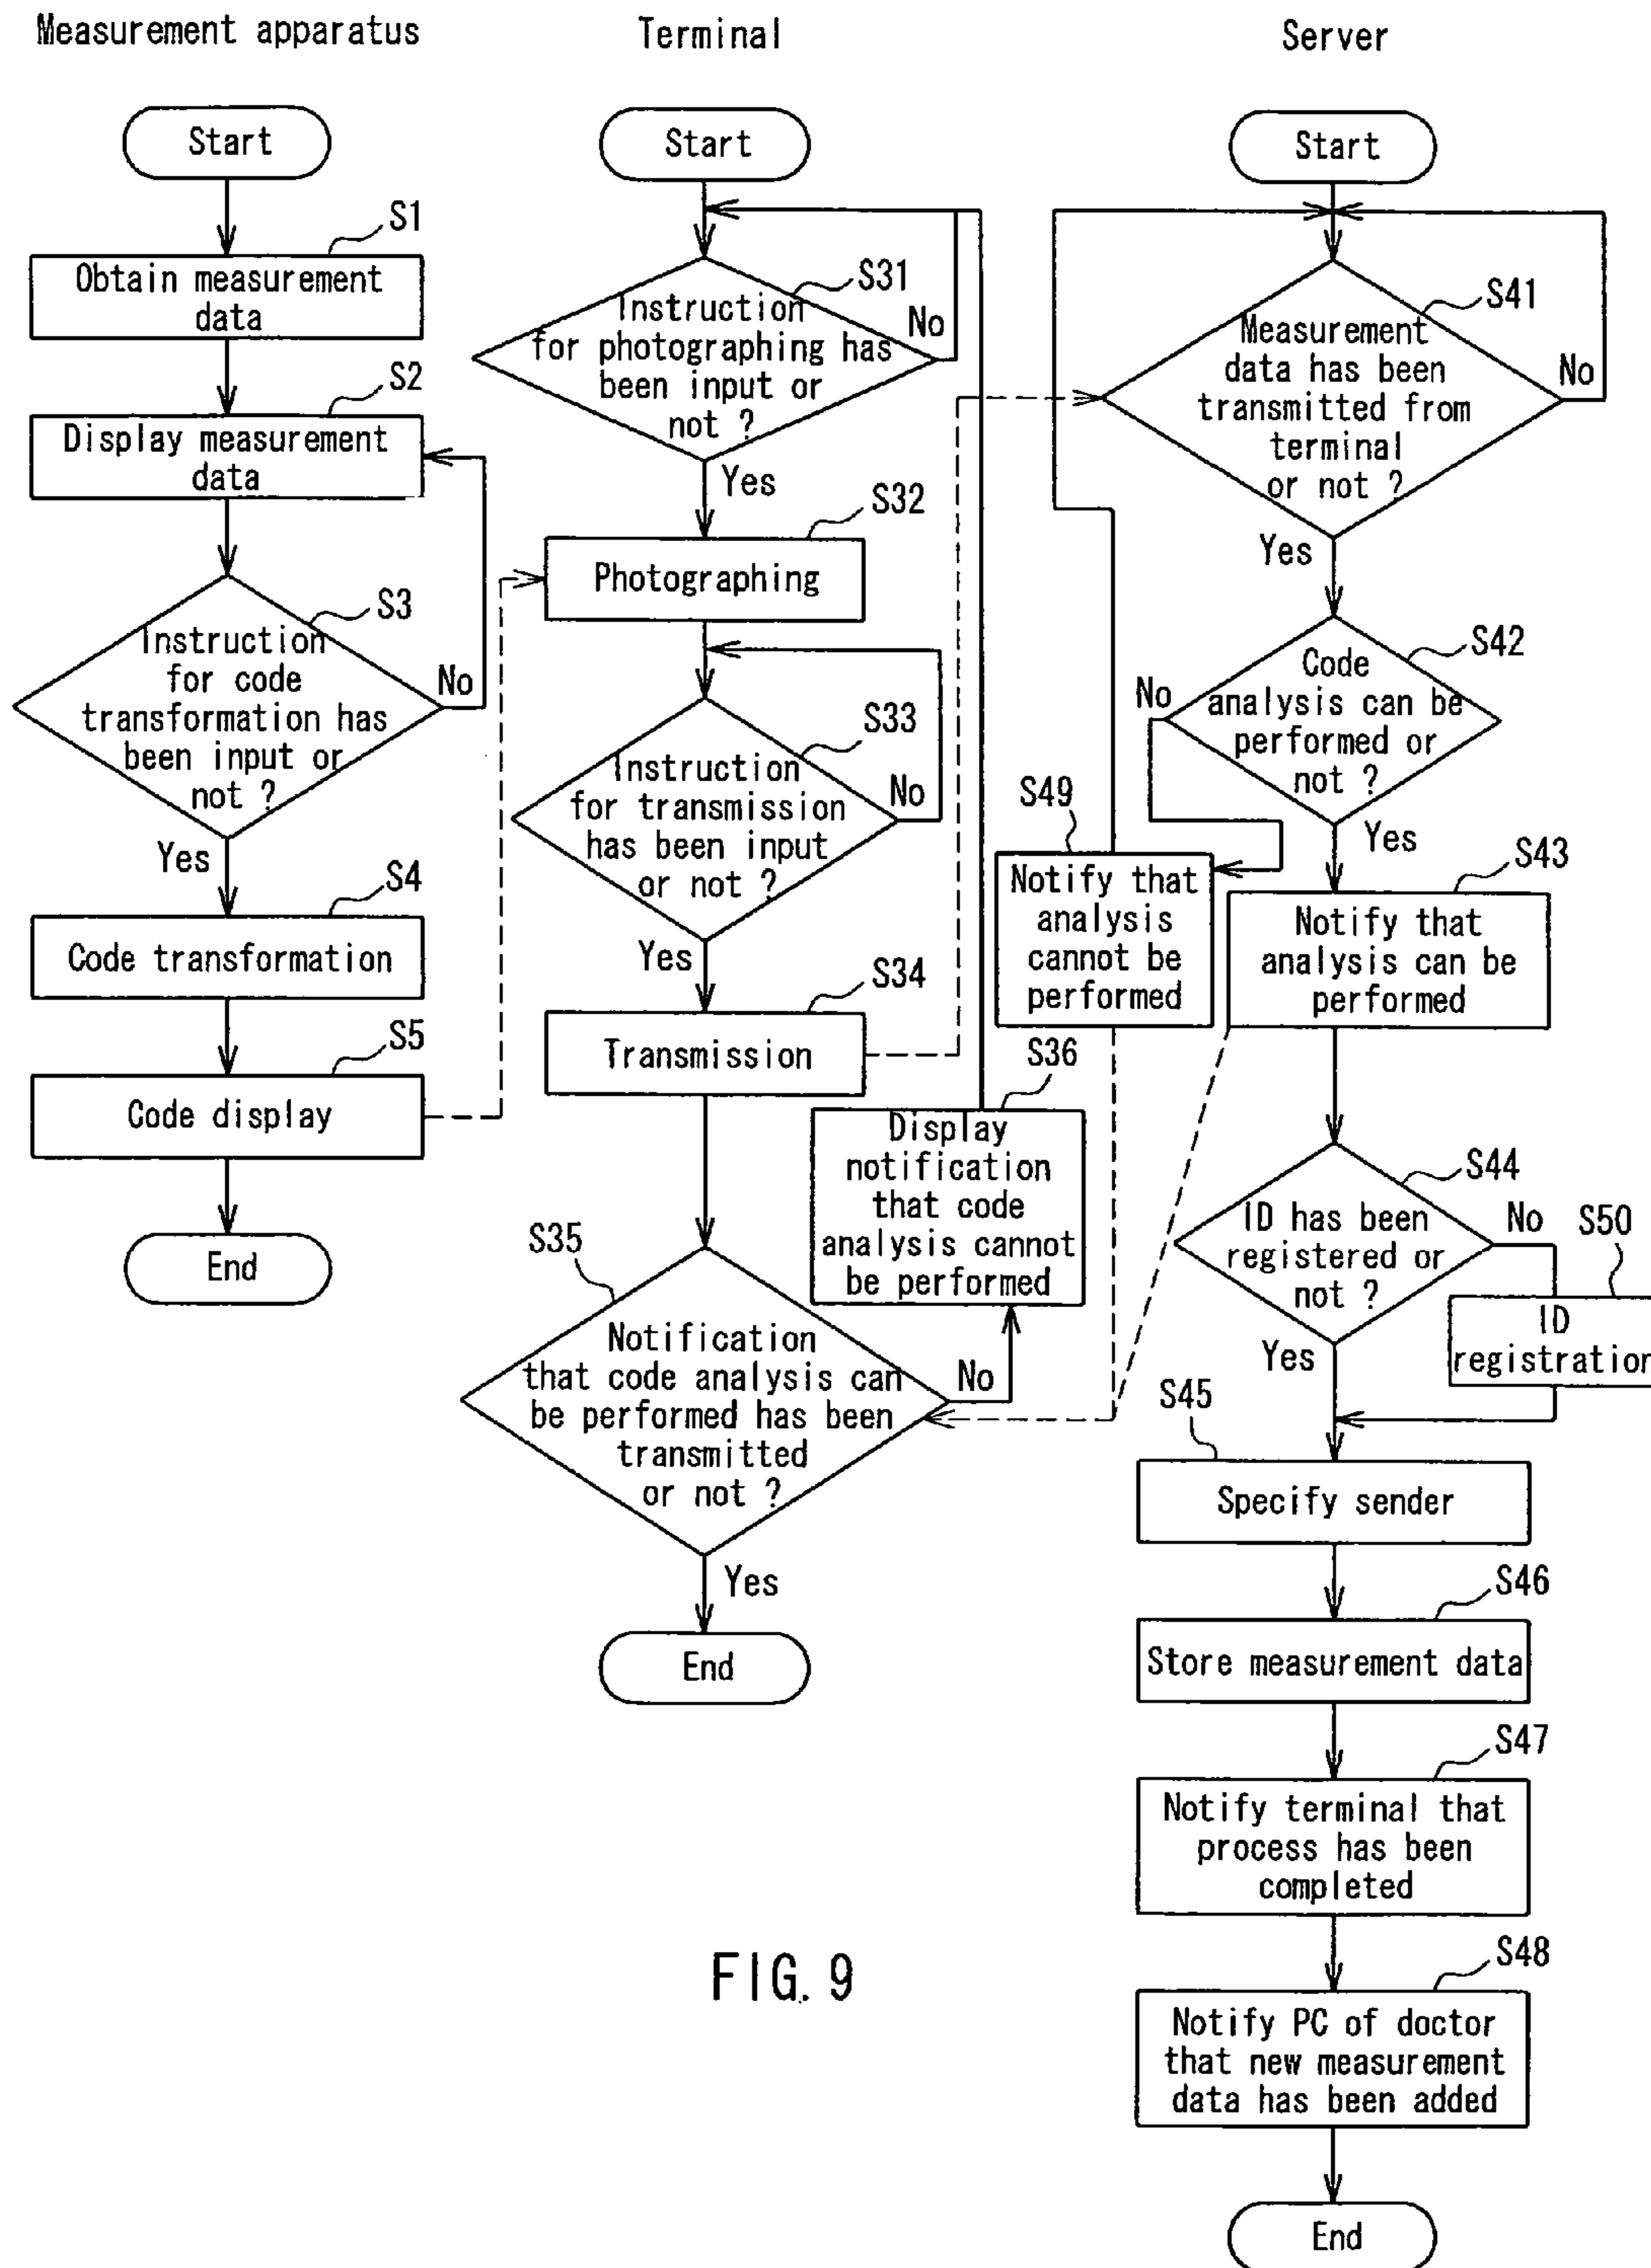 Measurement apparatus
Start
S1
Obtain measurement
data
S2
Display measurement
data
S3
Instruction
for code
transformation has
been input or
not ?
No
Yes
S4
Code transformation
S5
Code display
End
Terminal
Start
S31
Instruction
for photographing has
been input or
not ?
No
Yes
S32
Photographing
S33
Instruction
for transmission
has been input
or not ?
No
Yes
S34
Transmission
S36
Display
notification
that code
analysis cannot
be performed
S35
Notification
that code analysis can
be performed has been
transmitted
or not ?
No
Yes
End
Server
Start
S41
Measurement
data has been
transmitted from
terminal
or not ?
No
Yes
S42
Code
analysis can be
performed or
not ?
No
Yes
S49
Notify that
analysis
cannot be
performed
S43
Notify that
analysis can be
performed
S44
ID has been
registered or
not ?
No
Yes
S50
ID
registration
S45
Specify sender
S46
Store measurement data
S47
Notify terminal that
process has been
completed
S48
Notify PC of doctor
that new measurement
data has been added
End
FIG. 9